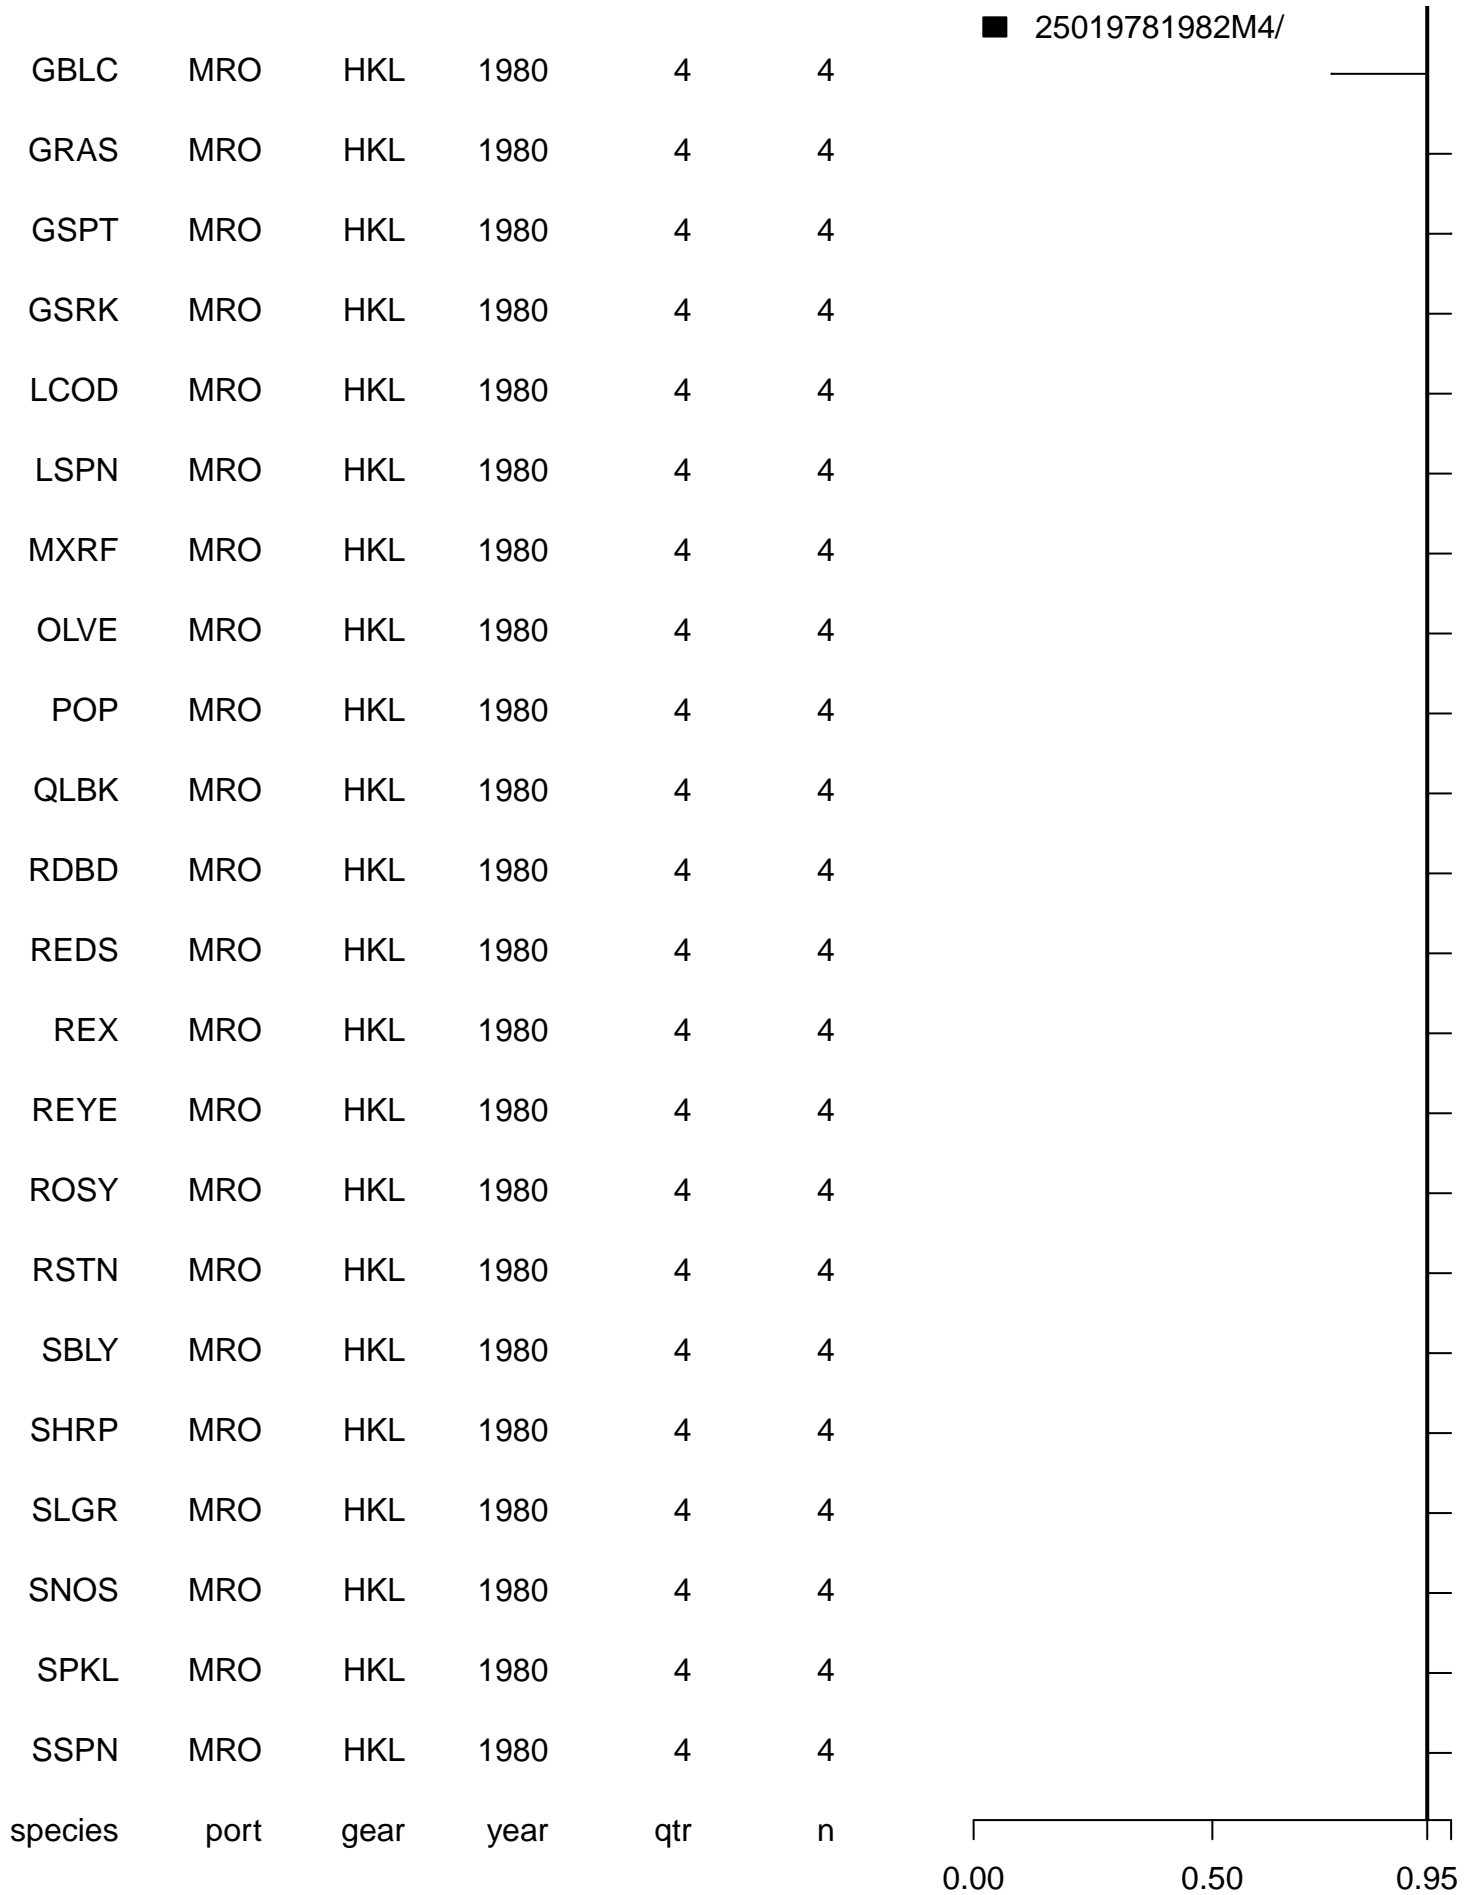 25019781982M4/
GBLC MRO HKL 1980 4 4
GRAS MRO HKL 1980 4 4
GSPT MRO HKL 1980 4 4
GSRK MRO HKL 1980 4 4
LCOD MRO HKL 1980 4 4
LSPN MRO HKL 1980 4 4
MXRF MRO HKL 1980 4 4
OLVE MRO HKL 1980 4 4
POP MRO HKL 1980 4 4
QLBK MRO HKL 1980 4 4
RDBD MRO HKL 1980 4 4
REDS MRO HKL 1980 4 4
REX MRO HKL 1980 4 4
REYE MRO HKL 1980 4 4
ROSY MRO HKL 1980 4 4
RSTN MRO HKL 1980 4 4
SBLY MRO HKL 1980 4 4
SHRP MRO HKL 1980 4 4
SLGR MRO HKL 1980 4 4
SNOS MRO HKL 1980 4 4
SPKL MRO HKL 1980 4 4
SSPN MRO HKL 1980 4 4
species port gear year qtr n
0.00 0.50 0.95